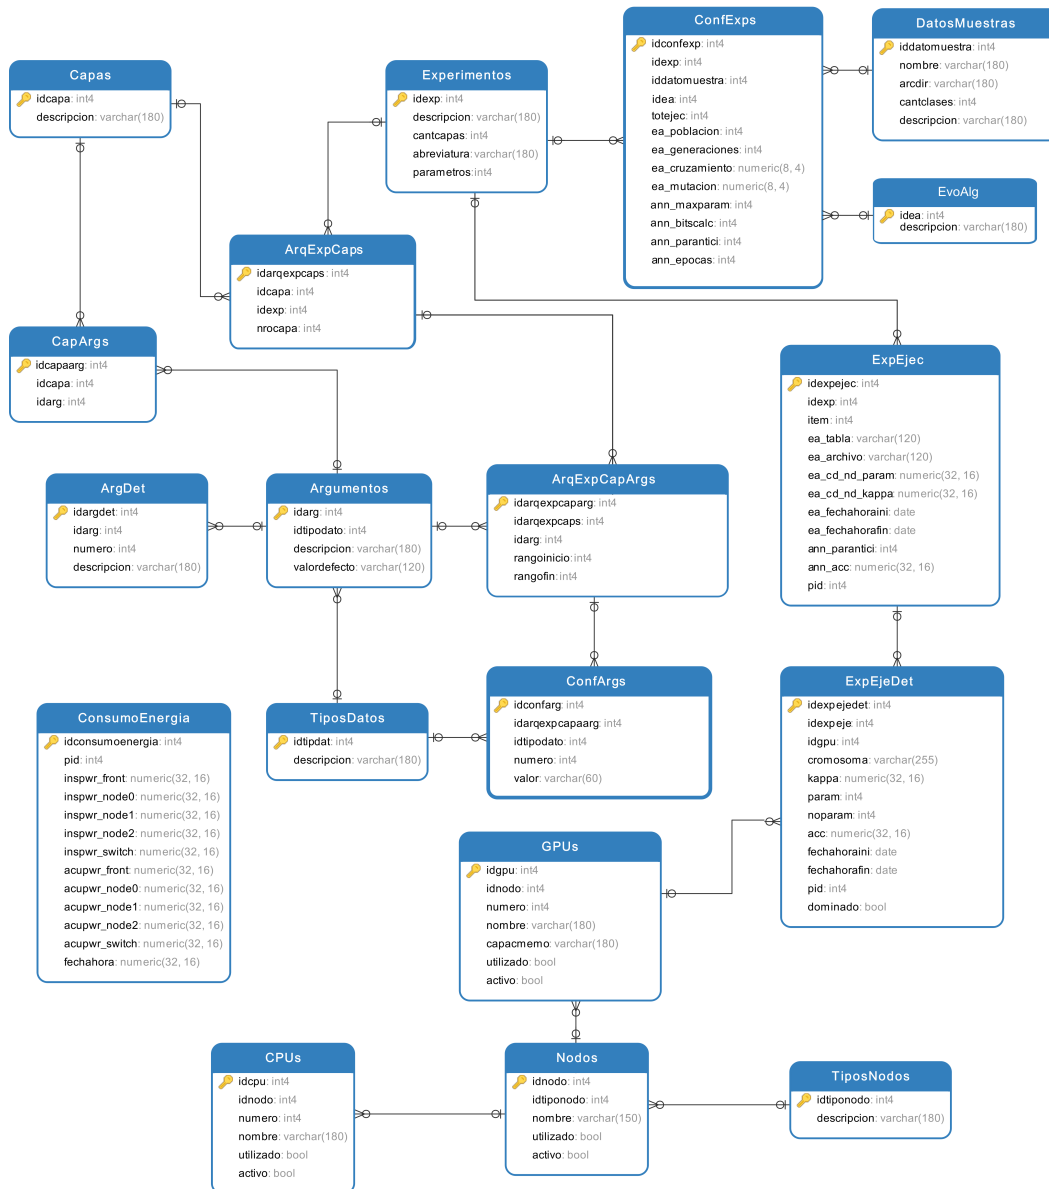 ConfExps
idconfexp: int4
idexp: int4
iddatomuestra: int4
idea: int4
totejec: int4
ea_poblacion: int4
ea_generaciones: int4
ea_cruzamiento: numeric(8, 4)
ea_mutacion: numeric(8, 4)
ann_maxparam: int4
ann_bitscalc: int4
ann_parantici: int4
ann_epocas: int4
DatosMuestras
iddatomuestra: int4
nombre: varchar(180)
arcdir: varchar(180)
cantclases: int4
descripcion: varchar(180)
Capas
idcapa: int4
descripcion: varchar(180)
Experimentos
idexp: int4
descripcion: varchar(180)
cantcapas: int4
abreviatura: varchar(180)
parametros:int4
EvoAlg
idea: int4
descripcion: varchar(180)
ArqExpCaps
idarqexpcaps: int4
idcapa: int4
idexp: int4
nrocapa: int4
CapArgs
idcapaarg: int4
idcapa: int4
idarg: int4
ExpEjec
idexpejec: int4
idexp: int4
item: int4
ea_tabla: varchar(120)
ea_archivo: varchar(120)
ea_cd_nd_param: numeric(32, 16)
ea_cd_nd_kappa: numeric(32, 16)
ea_fechahoraini: date
ea_fechahorafin: date
ann_parantici: int4
ann_acc: numeric(32, 16)
pid: int4
ArgDet
idargdet: int4
idarg: int4
numero: int4
descripcion: varchar(180)
Argumentos
idarg: int4
idtipodato: int4
descripcion: varchar(180)
valordefecto: varchar(120)
ArqExpCapArgs
idarqexpcaparg: int4
idarqexpcaps: int4
idarg: int4
rangoinicio: int4
rangofin: int4
ConsumoEnergia
idconsumoenergia: int4
pid: int4
inspwr_front: numeric(32, 16)
inspwr_node0: numeric(32, 16)
inspwr_node1: numeric(32, 16)
inspwr_node2: numeric(32, 16)
inspwr_switch: numeric(32, 16)
acupwr_front: numeric(32, 16)
acupwr_node0: numeric(32, 16)
acupwr_node1: numeric(32, 16)
acupwr_node2: numeric(32, 16)
acupwr_switch: numeric(32, 16)
fechahora: numeric(32, 16)
TiposDatos
idtipdat: int4
descripcion: varchar(180)
ConfArgs
idconfarg: int4
idarqexpcapaarg: int4
idtipodato: int4
numero: int4
valor: varchar(60)
ExpEjeDet
idexpejedet: int4
idexpeje: int4
idgpu: int4
cromosoma: varchar(255)
kappa: numeric(32, 16)
param: int4
noparam: int4
acc: numeric(32, 16)
fechahoraini: date
fechahorafin: date
pid: int4
dominado: bool
GPUs
idgpu: int4
idnodo: int4
numero: int4
nombre: varchar(180)
capacmemo: varchar(180)
utilizado: bool
activo: bool
CPUs
idcpu: int4
idnodo: int4
numero: int4
nombre: varchar(180)
utilizado: bool
activo: bool
Nodos
idnodo: int4
idtiponodo: int4
nombre: varchar(150)
utilizado: bool
activo: bool
TiposNodos
idtiponodo: int4
descripcion: varchar(180)